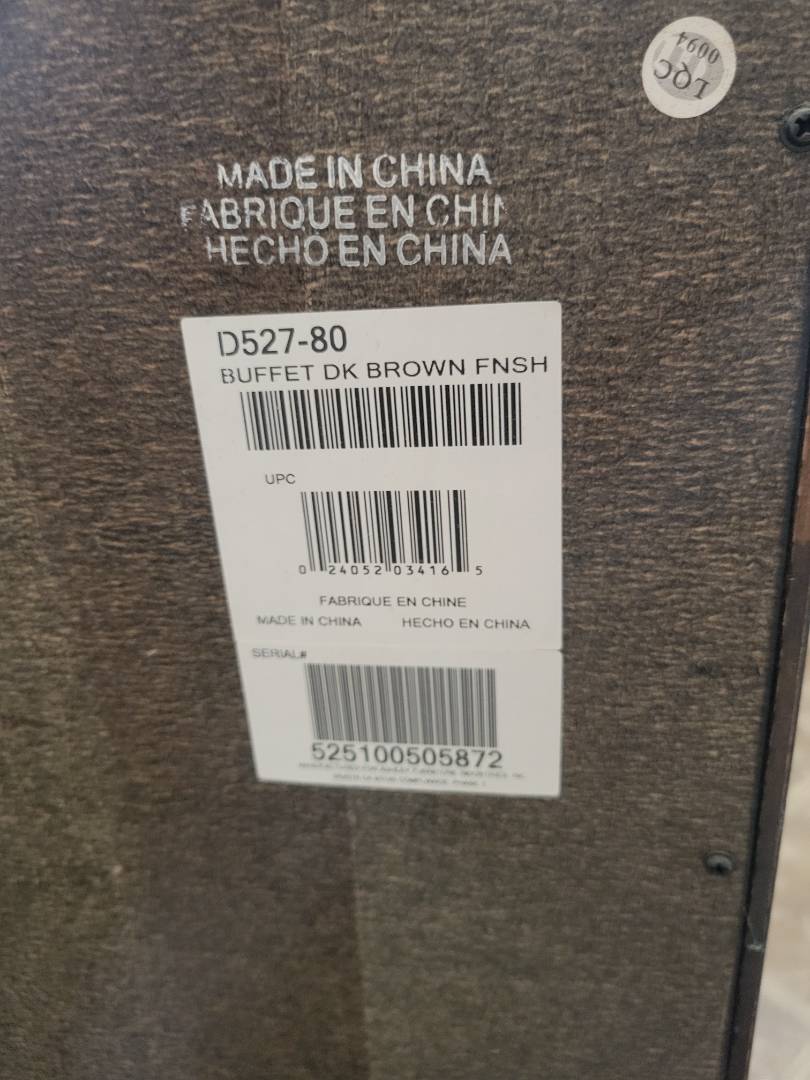 LQC
0094
MADE IN CHINA
FABRIQUE EN CHIN
HECHO EN CHINA
D527-80
BUFFET DK BROWN FNSH
UPC
0 24052 03416 5
FABRIQUE EN CHINE
MADE IN CHINA HECHO EN CHINA
SERIAL#
525100505872